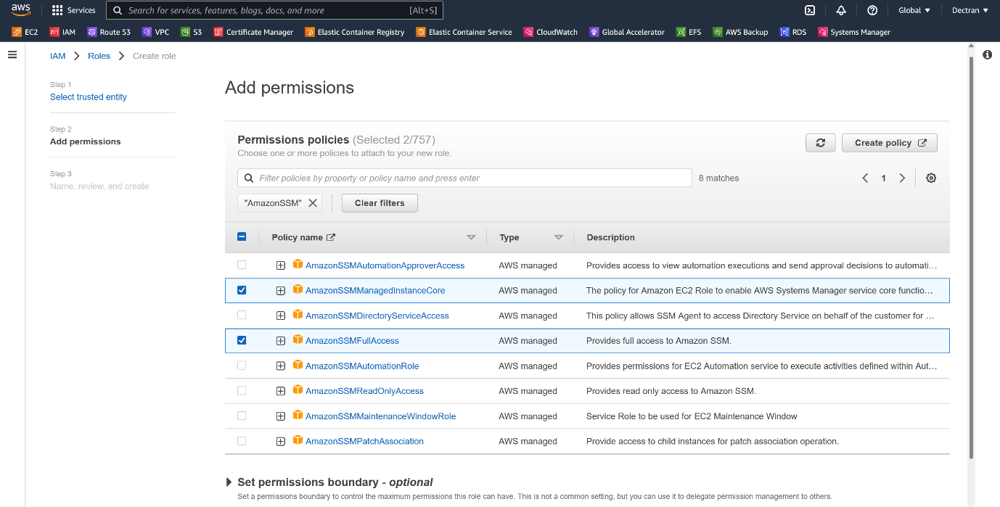 aws Services Search for services, features, blogs, docs, and more [Alt+S] Global Dectran
EC2 IAM Route 53 VPC S3 Certificate Manager Elastic Container Registry Elastic Container Service CloudWatch Global Accelerator EFS AWS Backup RDS Systems Manager
IAM Roles Create role
Step 1
Select trusted entity
Step 2
Add permissions
Step 3
Name, review, and create
Add permissions
Permissions policies (Selected 2/757)
Choose one or more policies to attach to your new role.
Create policy
Filter policies by property or policy name and press enter
8 matches
1
"AmazonSSM"
Clear filters
Policy name Type Description
AmazonSSMAutomationApproverAccess AWS managed Provides access to view automation executions and send approval decisions to automati…
AmazonSSMManagedInstanceCore AWS managed The policy for Amazon EC2 Role to enable AWS Systems Manager service core functio…
AmazonSSMDirectoryServiceAccess AWS managed This policy allows SSM Agent to access Directory Service on behalf of the customer for …
AmazonSSMFullAccess AWS managed Provides full access to Amazon SSM.
AmazonSSMAutomationRole AWS managed Provides permissions for EC2 Automation service to execute activities defined within Aut…
AmazonSSMReadOnlyAccess AWS managed Provides read only access to Amazon SSM.
AmazonSSMMaintenanceWindowRole AWS managed Service Role to be used for EC2 Maintenance Window
AmazonSSMPatchAssociation AWS managed Provide access to child instances for patch association operation.
Set permissions boundary - optional
Set a permissions boundary to control the maximum permissions this role can have. This is not a common setting, but you can use it to delegate permission management to others.